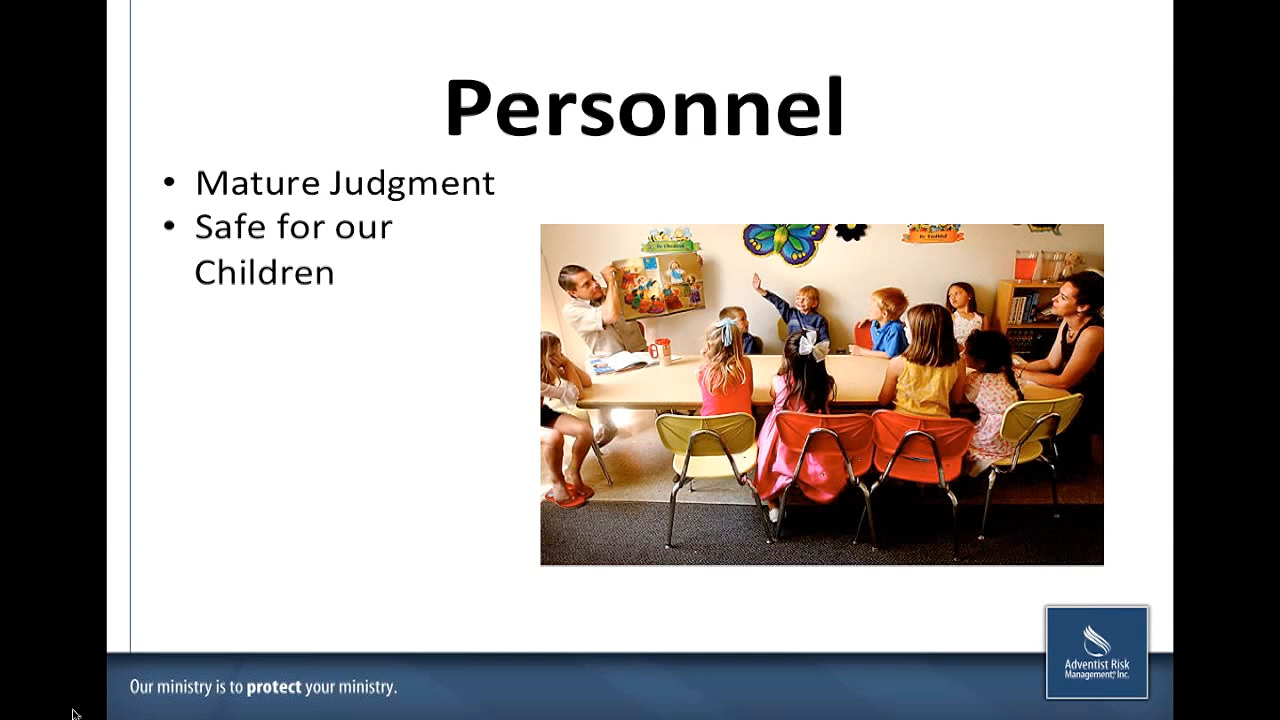 Personnel
• Mature Judgment
• Safe for our
Children
Adventist Risk
Management, Inc.
Our ministry is to protect your ministry.